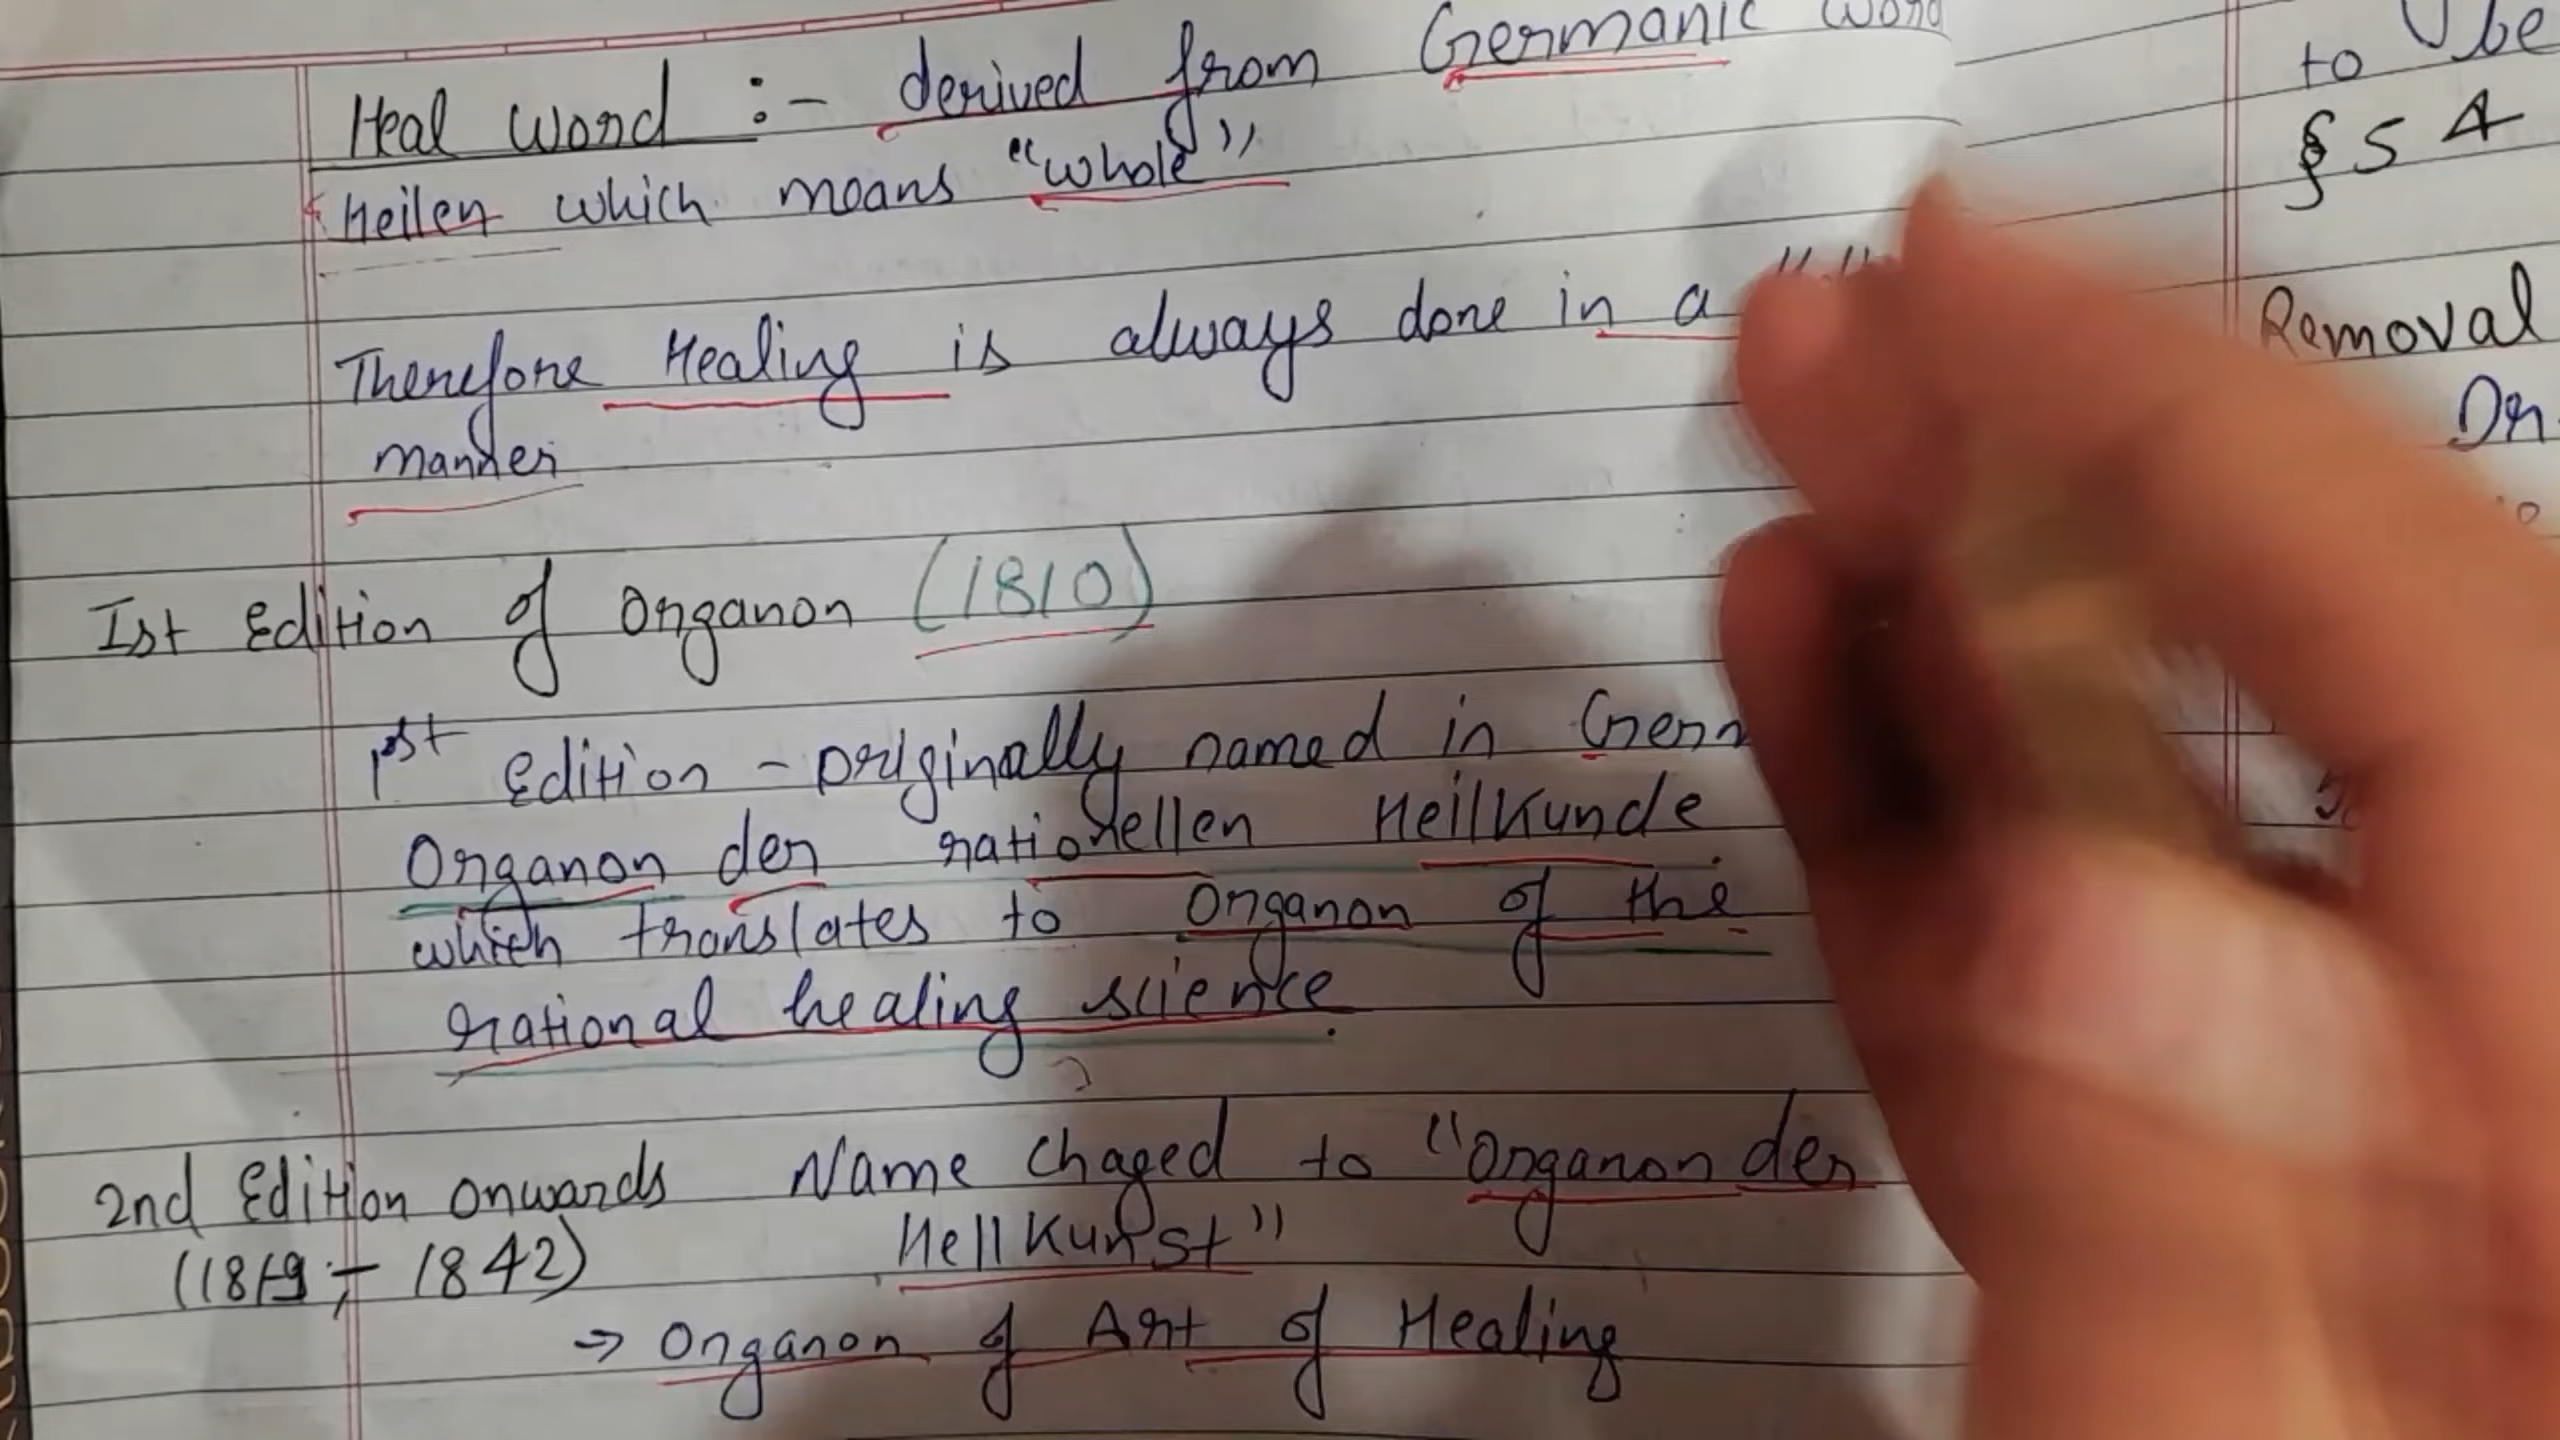 Heal word :- derived from Germanic word
Heilen which means "whole"
Therefore Healing is always done in a
manner
Ist Edition of Organon (1810)
1st Edition - originally named in Germ
Organon der rationellen Heilkunde
which translates to Organon of the
rational healing science.
2nd Edition onwards Name Chaged to "Organon der
(1819 - 1842) HeilKunst"
⇒ Organon of Art of Healing
to be
§ 5 4
Removal
Dr.